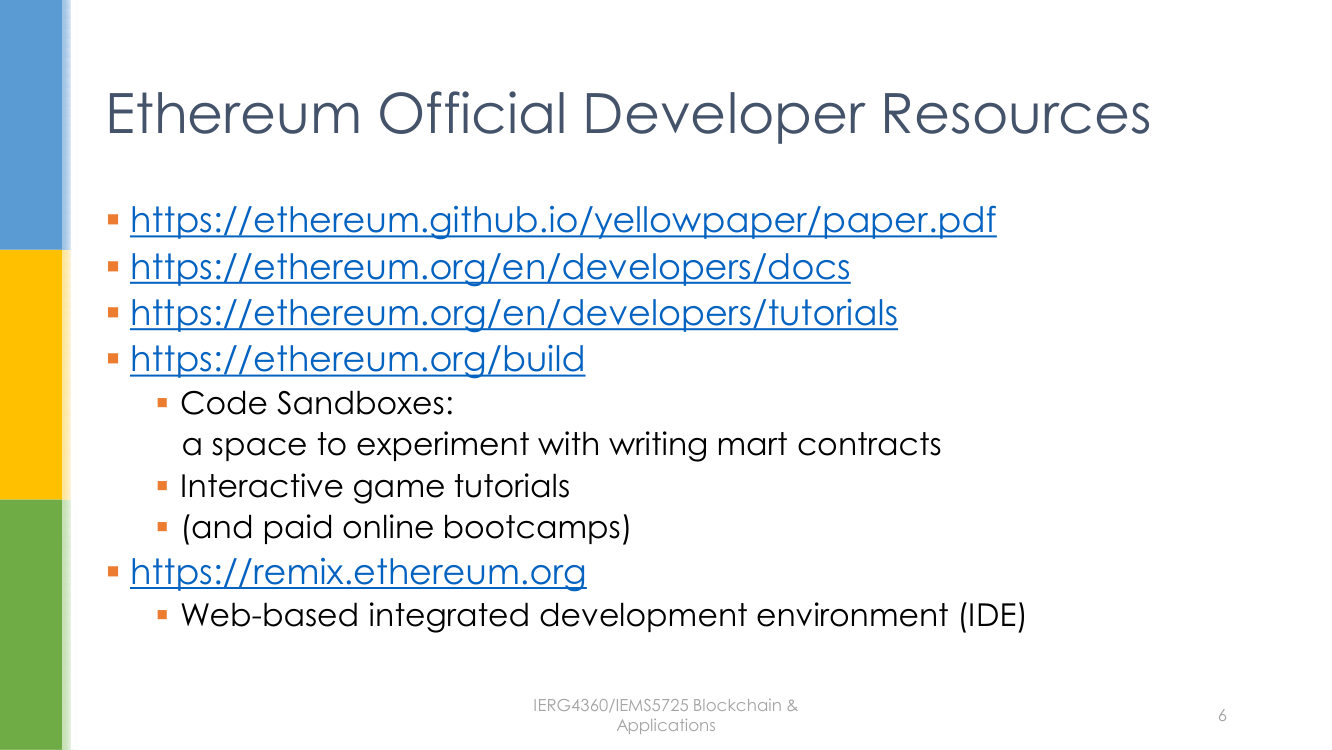 Ethereum Official Developer Resources
https://ethereum.github.io/yellowpaper/paper.pdf
https://ethereum.org/en/developers/docs
https://ethereum.org/en/developers/tutorials
https://ethereum.org/build
Code Sandboxes:
a space to experiment with writing mart contracts
Interactive game tutorials
(and paid online bootcamps)
https://remix.ethereum.org
Web-based integrated development environment (IDE)
IERG4360/IEMS5725 Blockchain &
Applications
6